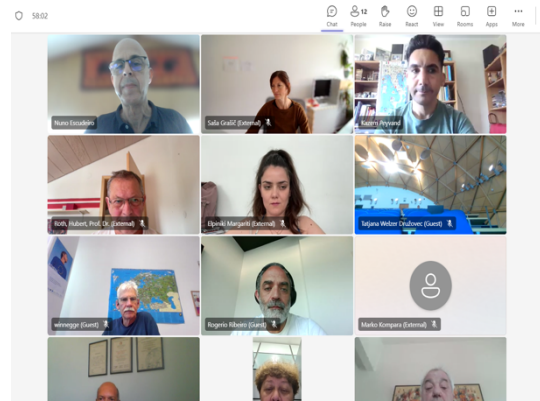 58:02
12
Chat People Raise React View Rooms Apps More
Nuno Escudeiro
Saša Grašič (External)
Kazem Peyvand
Roth, Hubert, Prof. Dr. (External)
Elpiniki Margariti (External)
Tatjana Welzer Družovec (Guest)
winnegge (Guest)
Rogerio Ribeiro (Guest)
Marko Kompara (External)